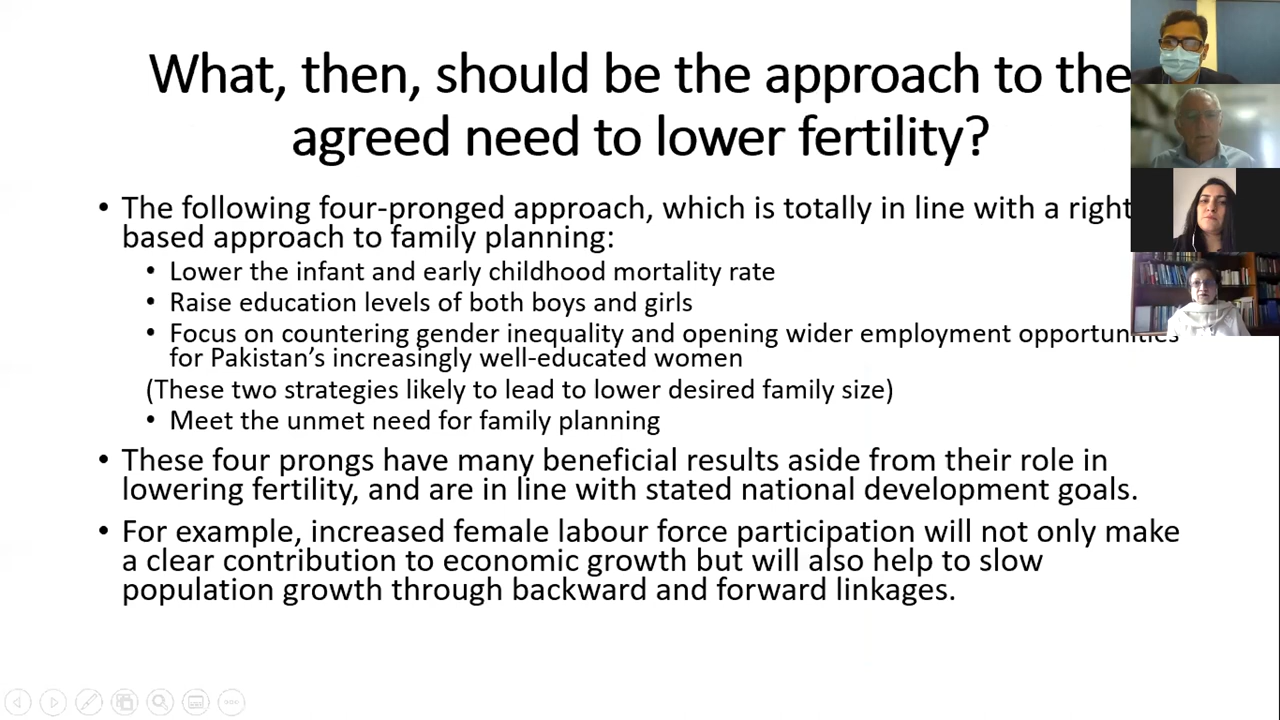 What, then, should be the approach to the
agreed need to lower fertility?
• The following four-pronged approach, which is totally in line with a right
based approach to family planning:
• Lower the infant and early childhood mortality rate
• Raise education levels of both boys and girls
• Focus on countering gender inequality and opening wider employment opportunities
for Pakistan's increasingly well-educated women
(These two strategies likely to lead to lower desired family size)
• Meet the unmet need for family planning
• These four prongs have many beneficial results aside from their role in
lowering fertility, and are in line with stated national development goals.
• For example, increased female labour force participation will not only make
a clear contribution to economic growth but will also help to slow
population growth through backward and forward linkages.